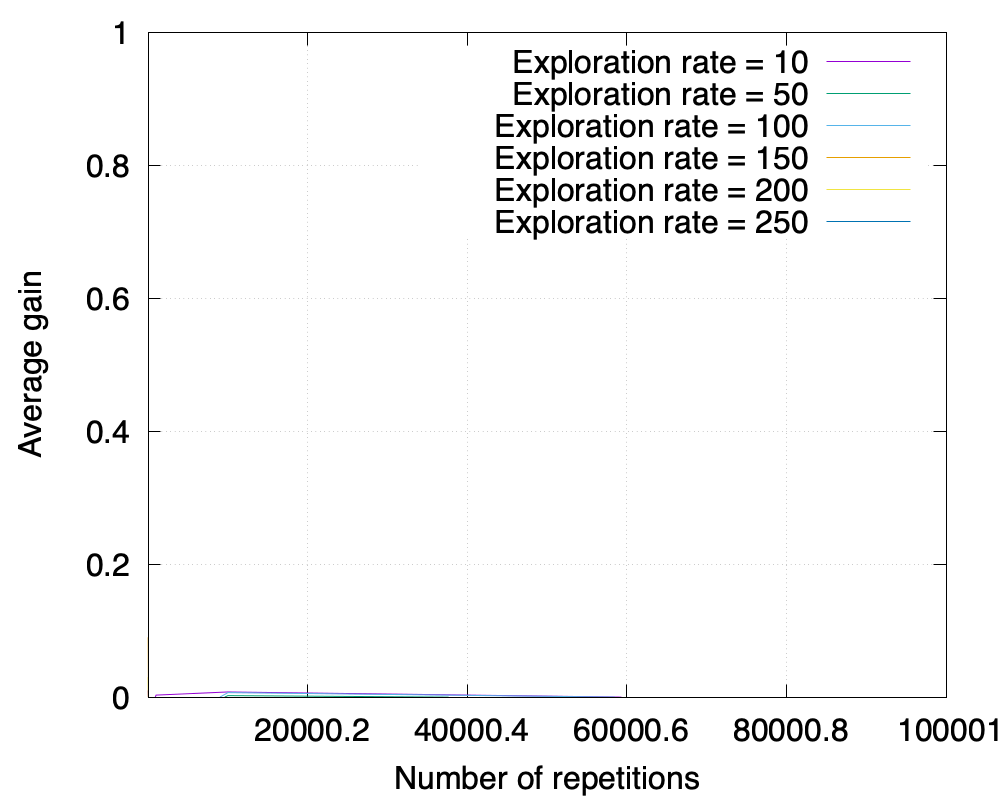 1
0.8
0.6
0.4
0.2
0
Average gain
Exploration rate = 10
Exploration rate = 50
Exploration rate = 100
Exploration rate = 150
Exploration rate = 200
Exploration rate = 250
20000.2 40000.4 60000.6 80000.8 100001
Number of repetitions